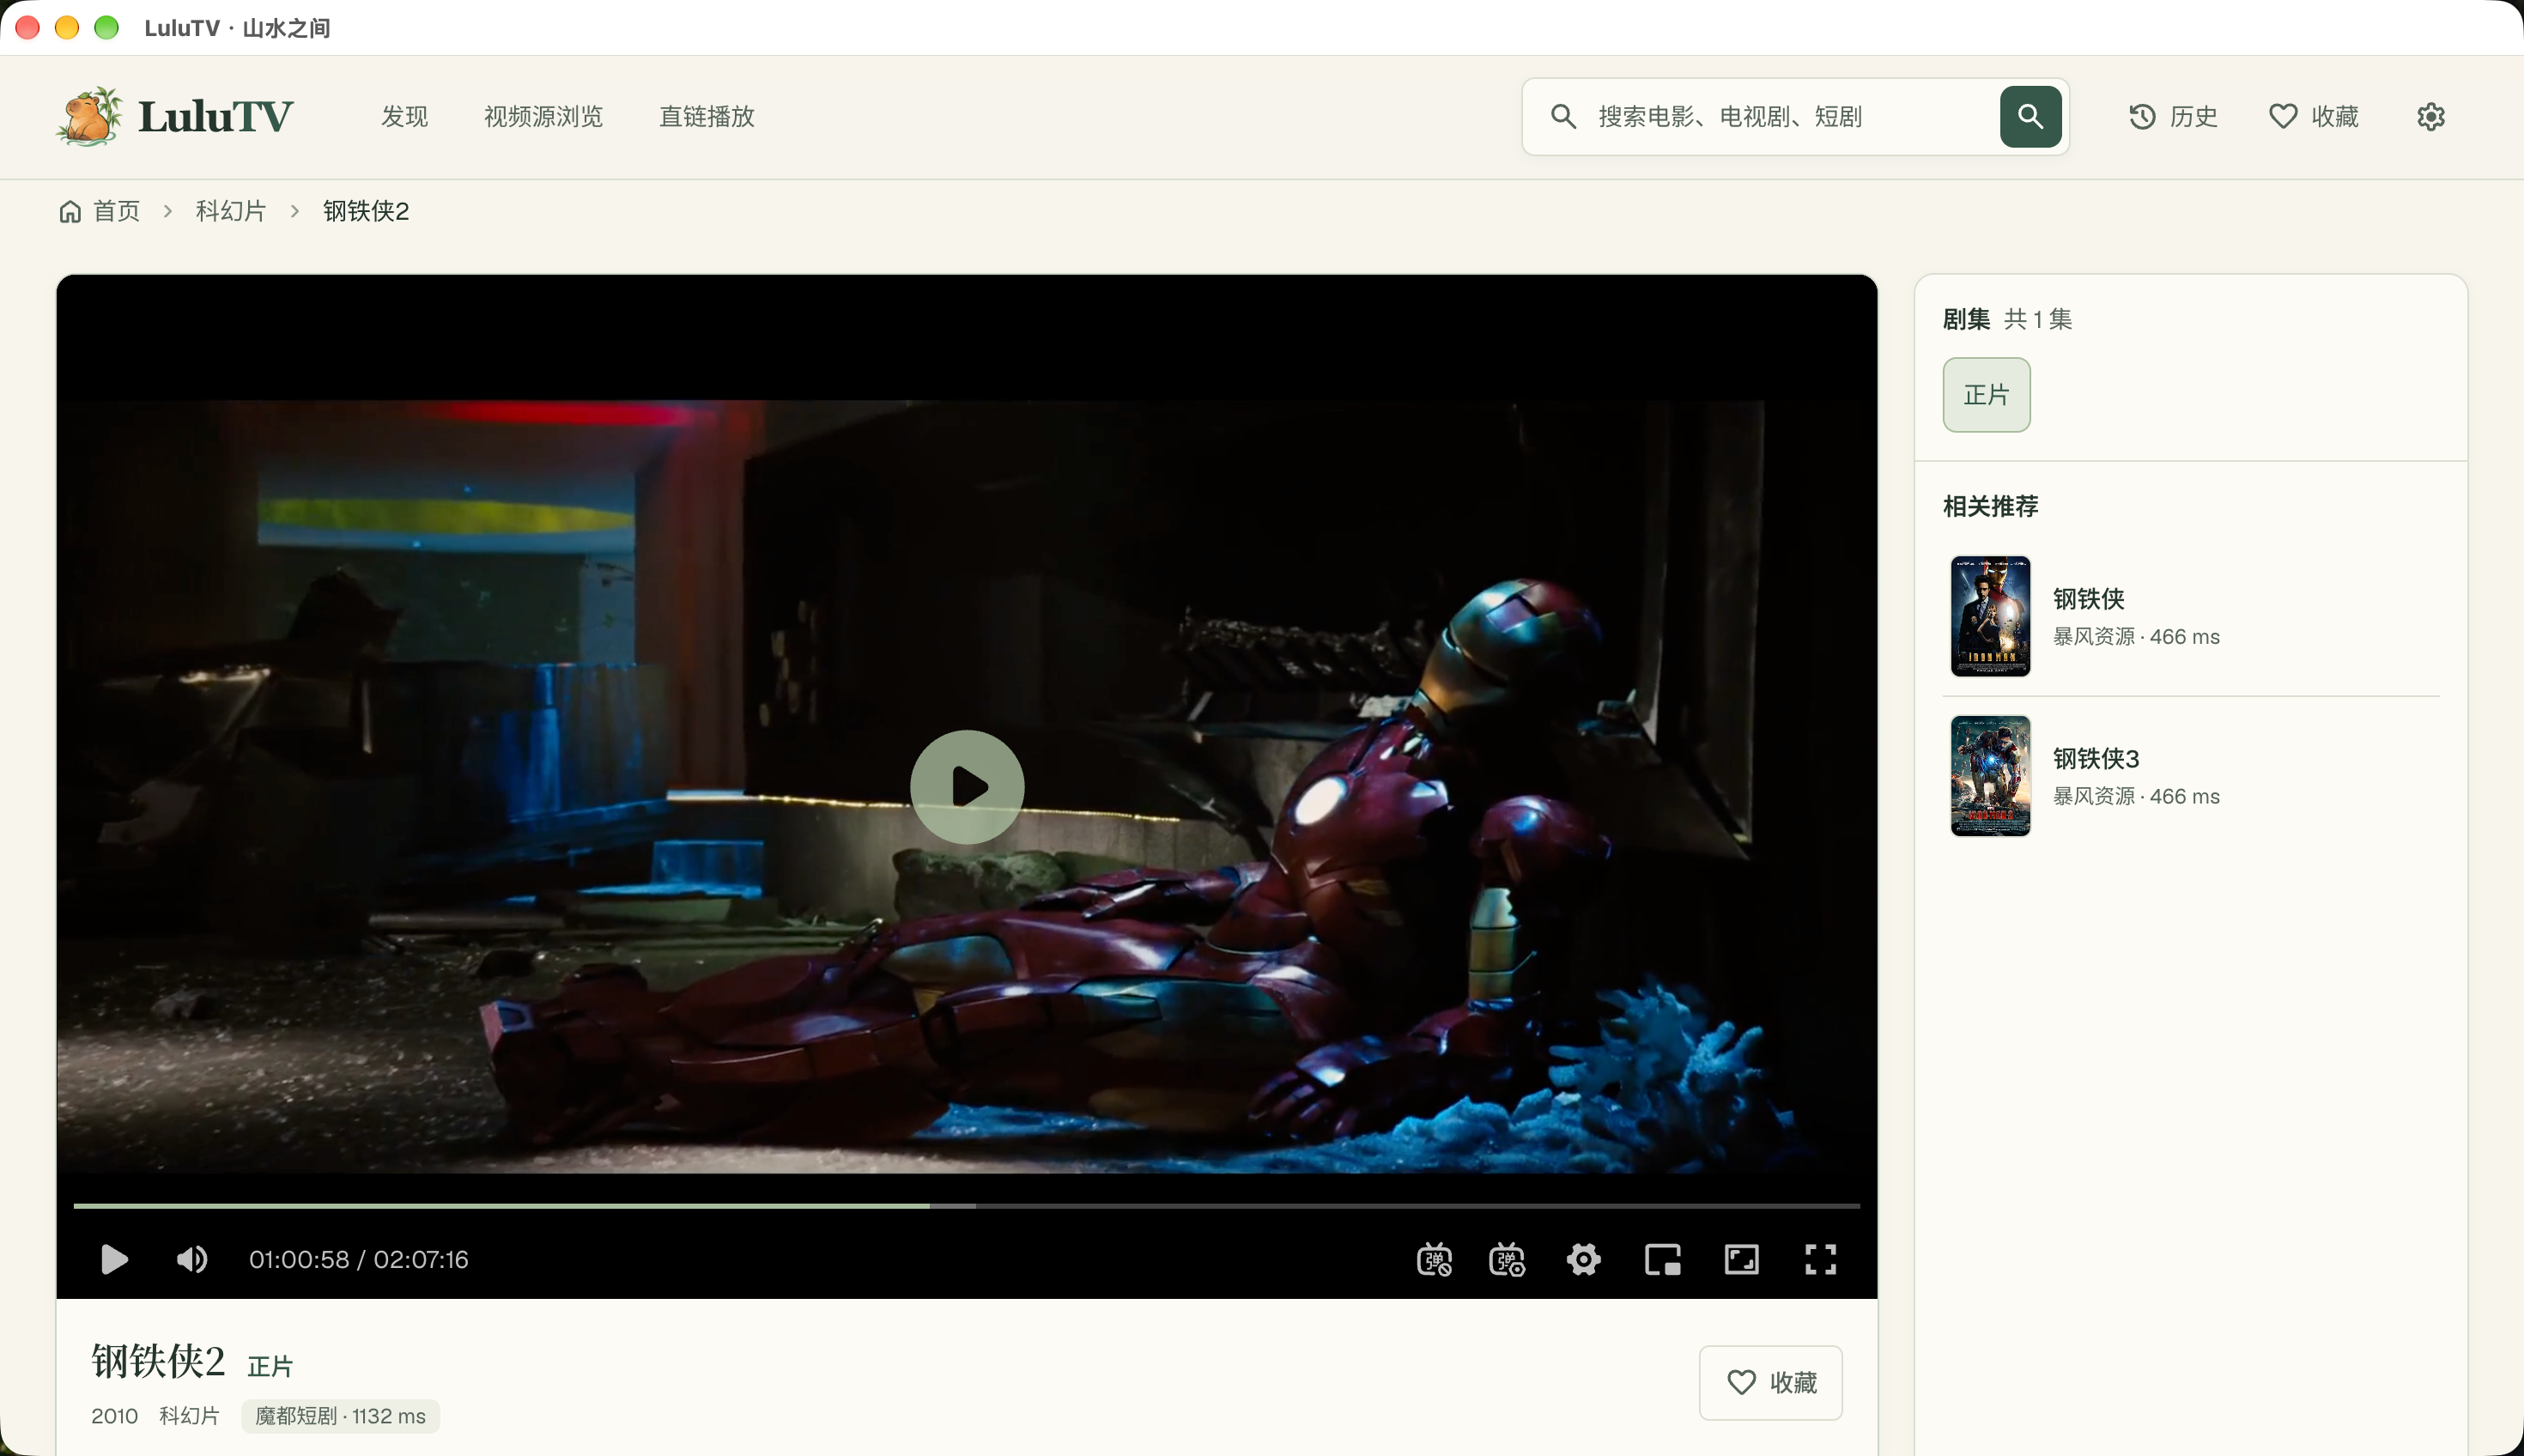 LuluTV · 山水之间
LuluTV
发现
视频源浏览
直链播放
搜索电影、电视剧、短剧
历史
收藏
首页 › 科幻片 › 钢铁侠2
剧集 共 1 集
正片
相关推荐
钢铁侠
暴风资源 · 466 ms
钢铁侠3
暴风资源 · 466 ms
01:00:58 / 02:07:16
弹
弹
钢铁侠2 正片
2010 科幻片 魔都短剧 · 1132 ms
收藏
IRON MAN